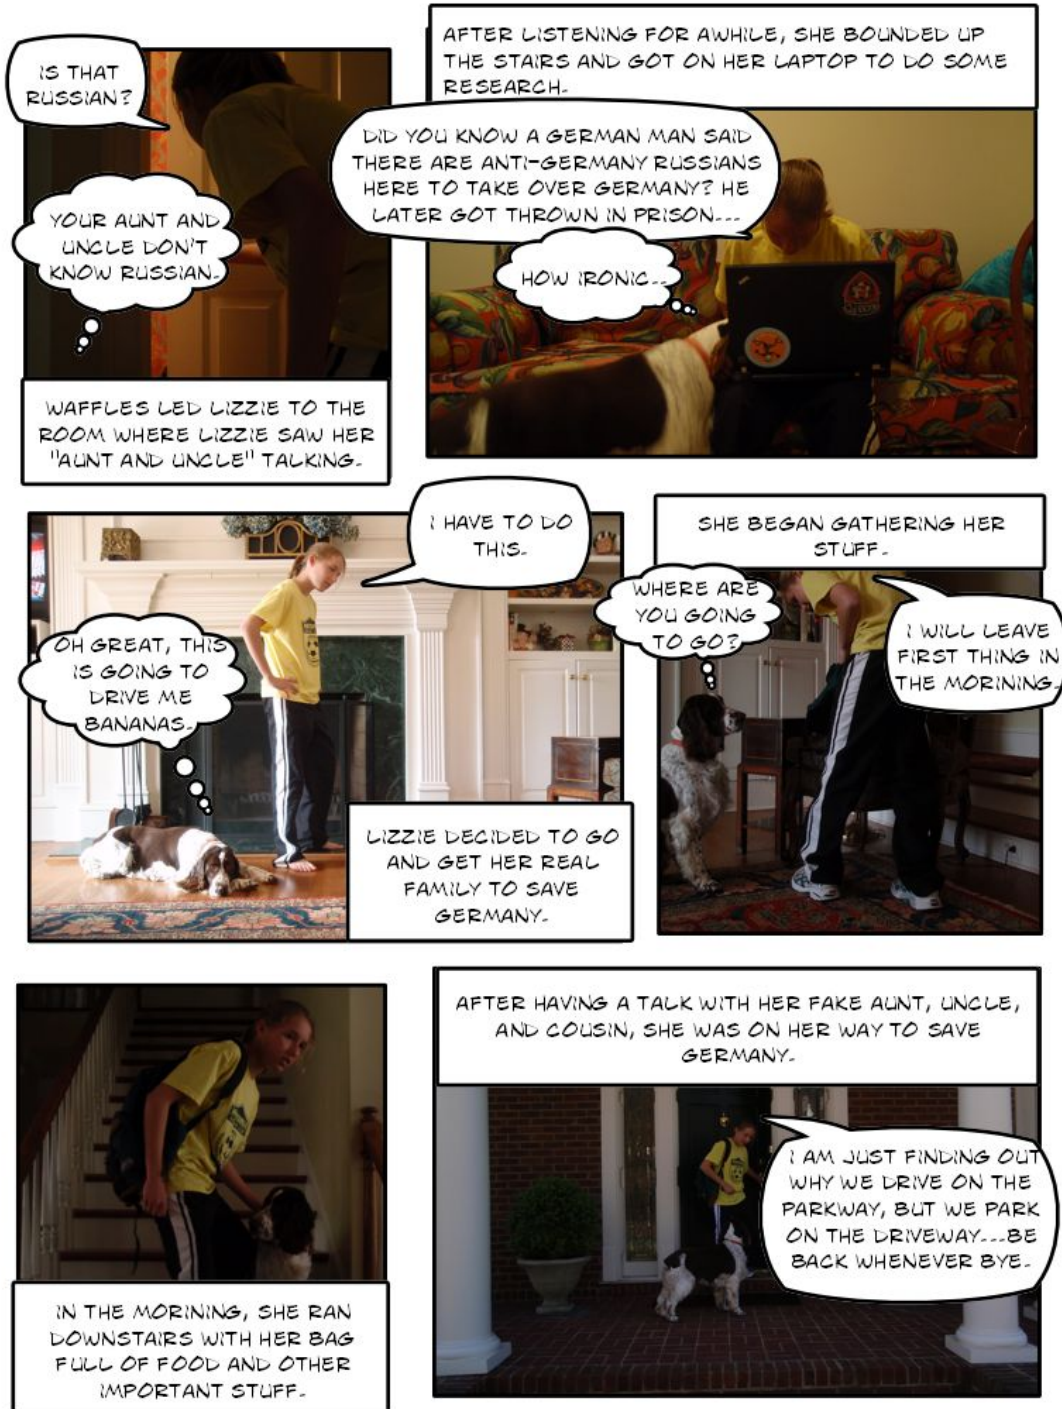 IS THAT
RUSSIAN?
YOUR AUNT AND
UNCLE DON'T
KNOW RUSSIAN.
WAFFLES LED LIZZIE TO THE
ROOM WHERE LIZZIE SAW HER
"AUNT AND UNCLE" TALKING.
AFTER LISTENING FOR AWHILE, SHE BOUNDED UP
THE STAIRS AND GOT ON HER LAPTOP TO DO SOME
RESEARCH.
DID YOU KNOW A GERMAN MAN SAID
THERE ARE ANTI-GERMANY RUSSIANS
HERE TO TAKE OVER GERMANY? HE
LATER GOT THROWN IN PRISON...
HOW IRONIC..
I HAVE TO DO
THIS.
OH GREAT, THIS
IS GOING TO
DRIVE ME
BANANAS.
LIZZIE DECIDED TO GO
AND GET HER REAL
FAMILY TO SAVE
GERMANY.
SHE BEGAN GATHERING HER
STUFF.
WHERE ARE
YOU GOING
TO GO?
I WILL LEAVE
FIRST THING IN
THE MORINING.
IN THE MORINING, SHE RAN
DOWNSTAIRS WITH HER BAG
FULL OF FOOD AND OTHER
IMPORTANT STUFF.
AFTER HAVING A TALK WITH HER FAKE AUNT, UNCLE,
AND COUSIN, SHE WAS ON HER WAY TO SAVE
GERMANY.
I AM JUST FINDING OUT
WHY WE DRIVE ON THE
PARKWAY, BUT WE PARK
ON THE DRIVEWAY...BE
BACK WHENEVER BYE.